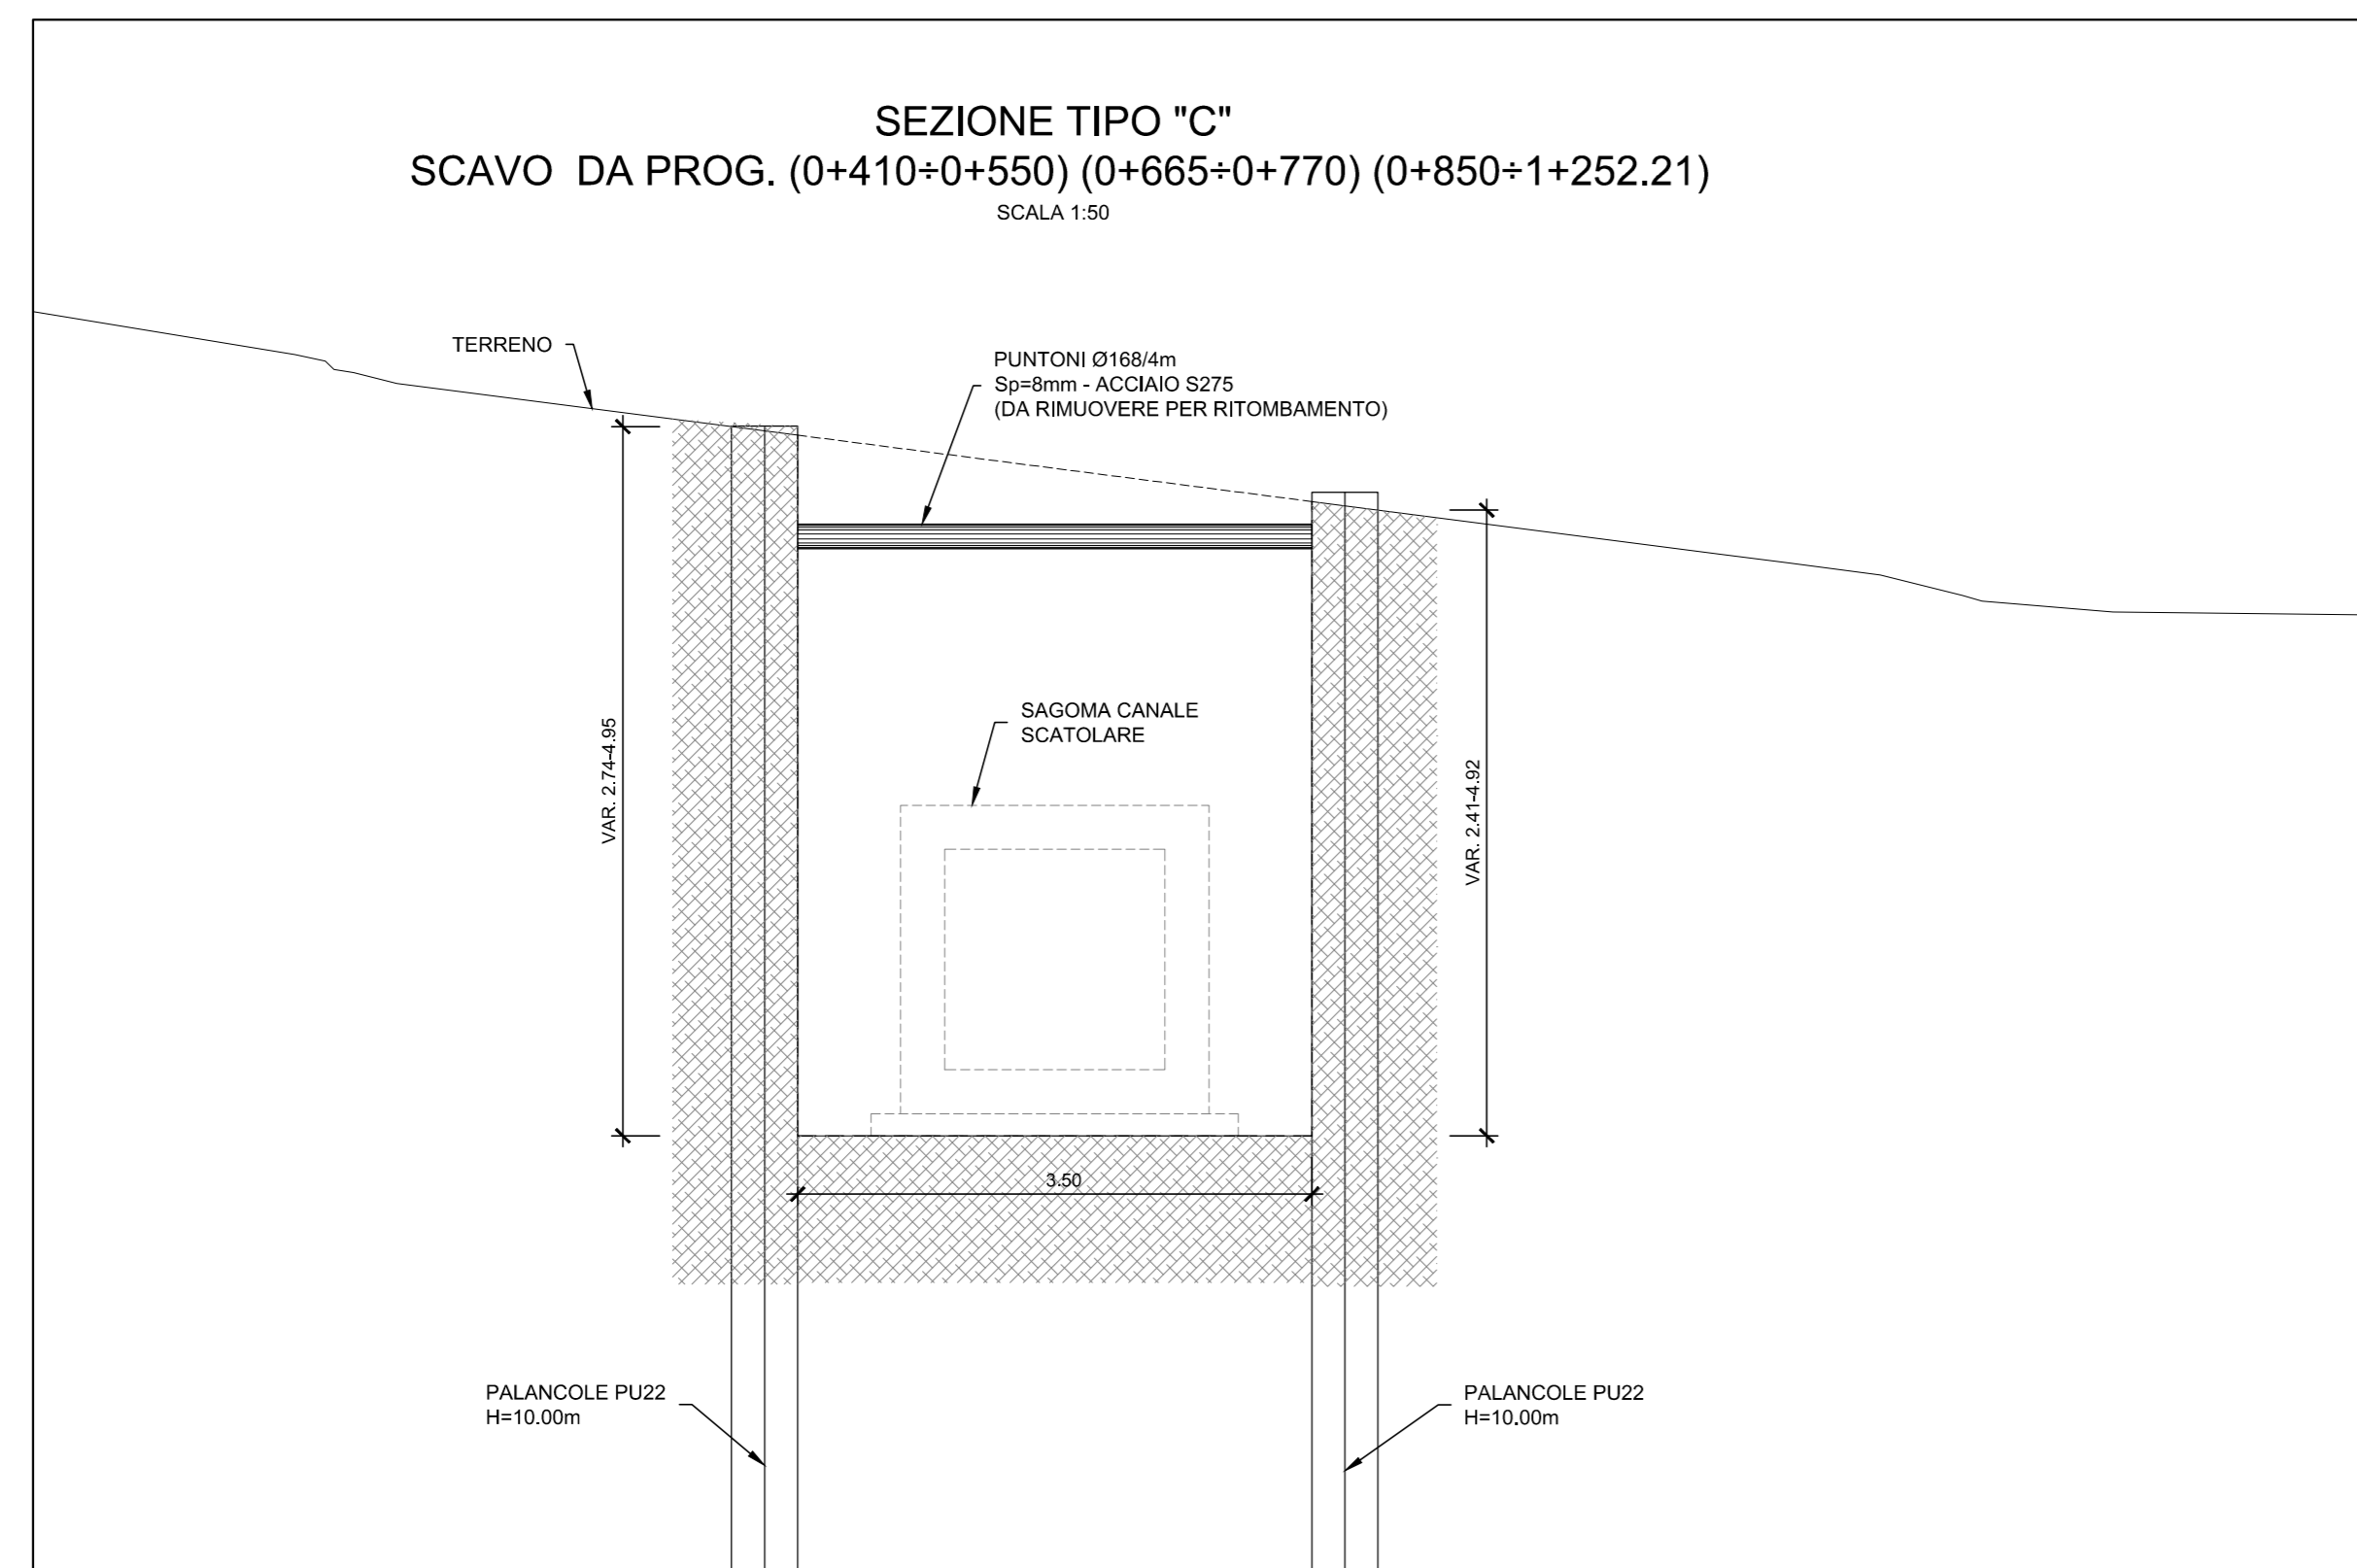 SEZIONE TIPO "C"
SCAVO DA PROG. (0+410÷0+550) (0+665÷0+770) (0+850÷1+252.21)
SCALA 1:50
TERRENO
PUNTONI Ø168/4m
Sp=8mm - ACCIAIO S275
(DA RIMUOVERE PER RITOMBAMENTO)
SAGOMA CANALE
SCATOLARE
VAR. 2.74-4.95
VAR. 2.41-4.92
3.50
PALANCOLE PU22
H=10.00m
PALANCOLE PU22
H=10.00m